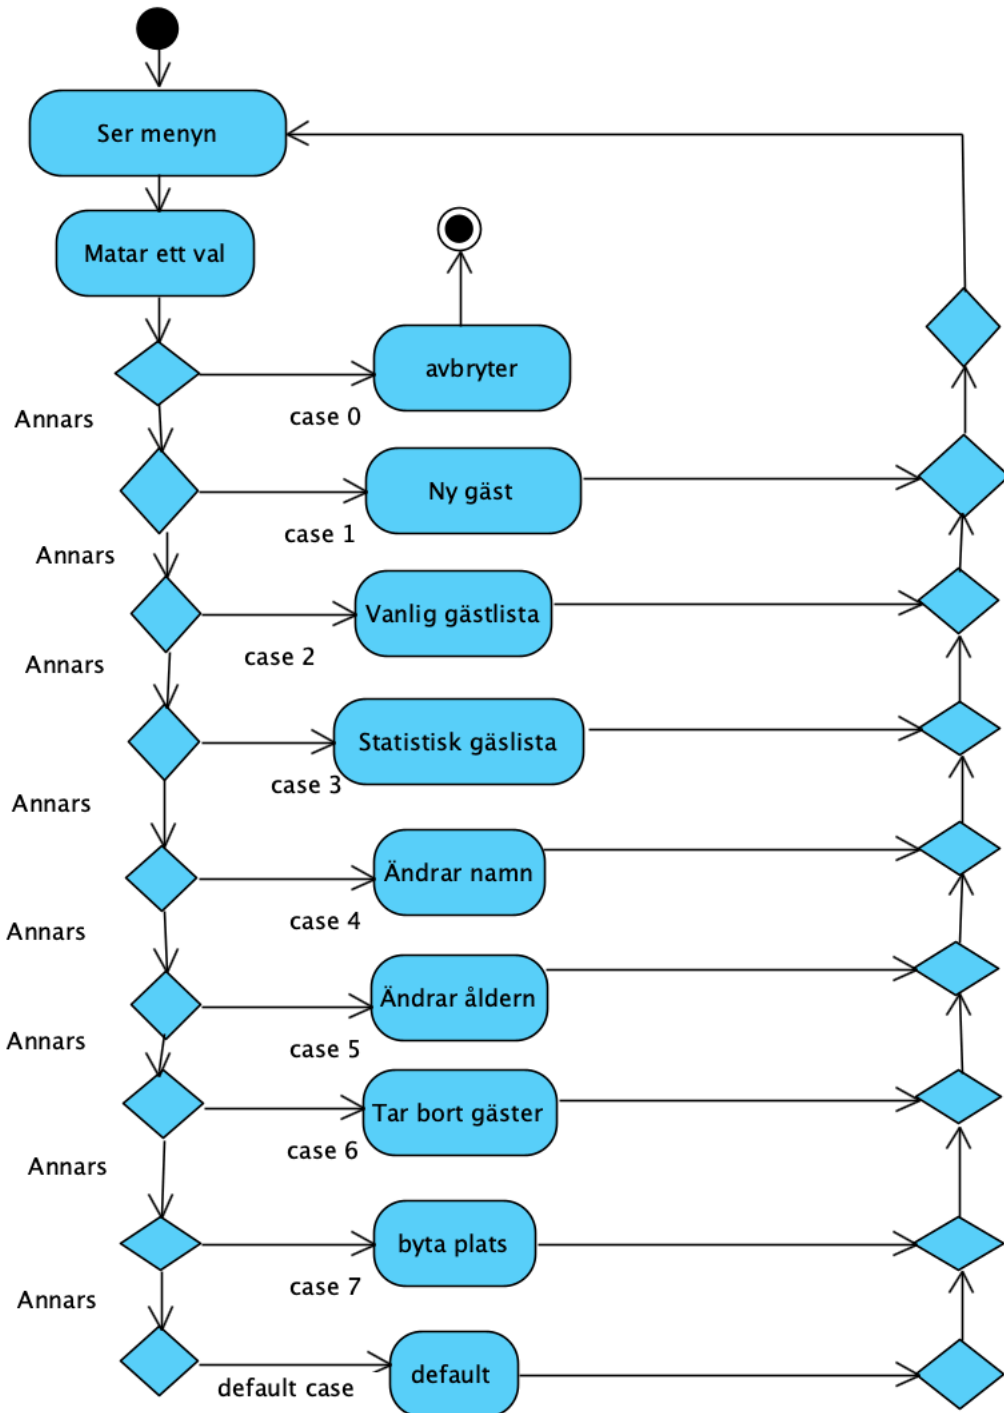 Ser menyn
Matar ett val
avbryter
Annars
case 0
Ny gäst
case 1
Annars
Vanlig gästlista
case 2
Annars
Statistisk gäslista
case 3
Annars
Ändrar namn
case 4
Annars
Ändrar åldern
case 5
Annars
Tar bort gäster
case 6
Annars
byta plats
case 7
Annars
default
default case